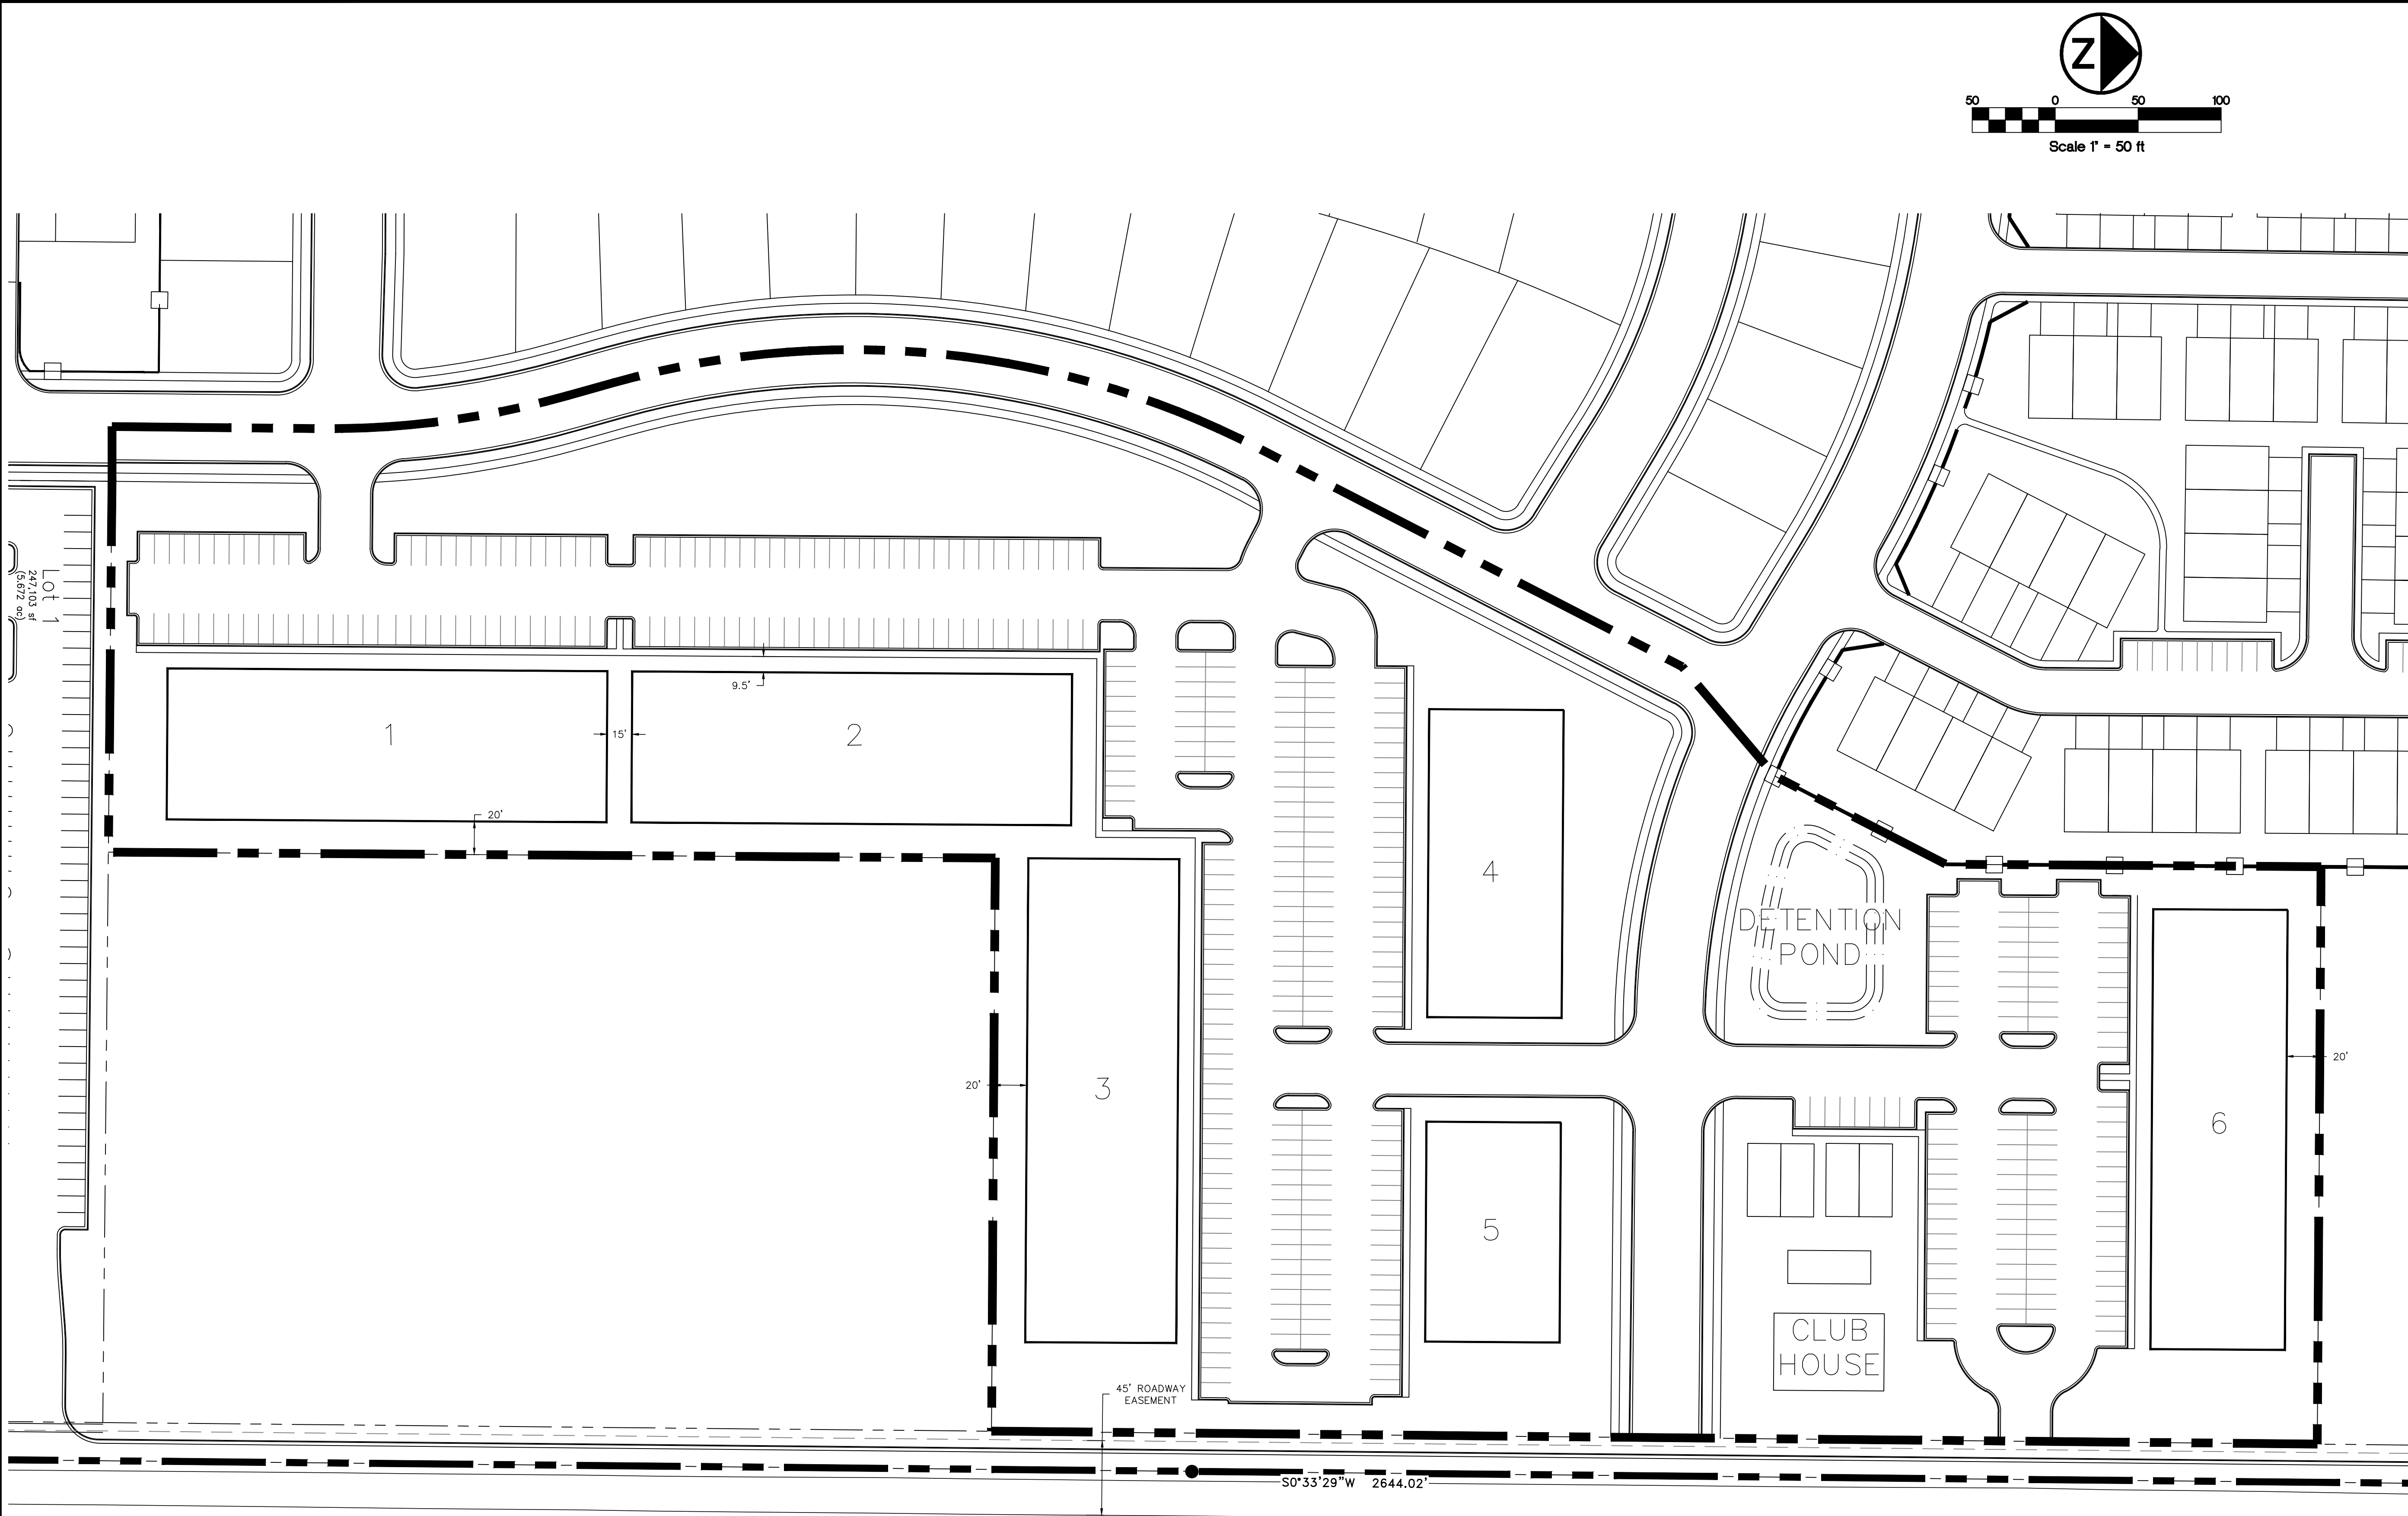 Z
50 0 50 100
Scale 1" = 50 ft
Lot 1
247,103 sf
(5.672 ac)
9.5'
1
15'
2
20'
4
DETENTION
POND
3
20'
6
20'
5
CLUB
HOUSE
45' ROADWAY
EASEMENT
S0°33'29"W 2644.02'